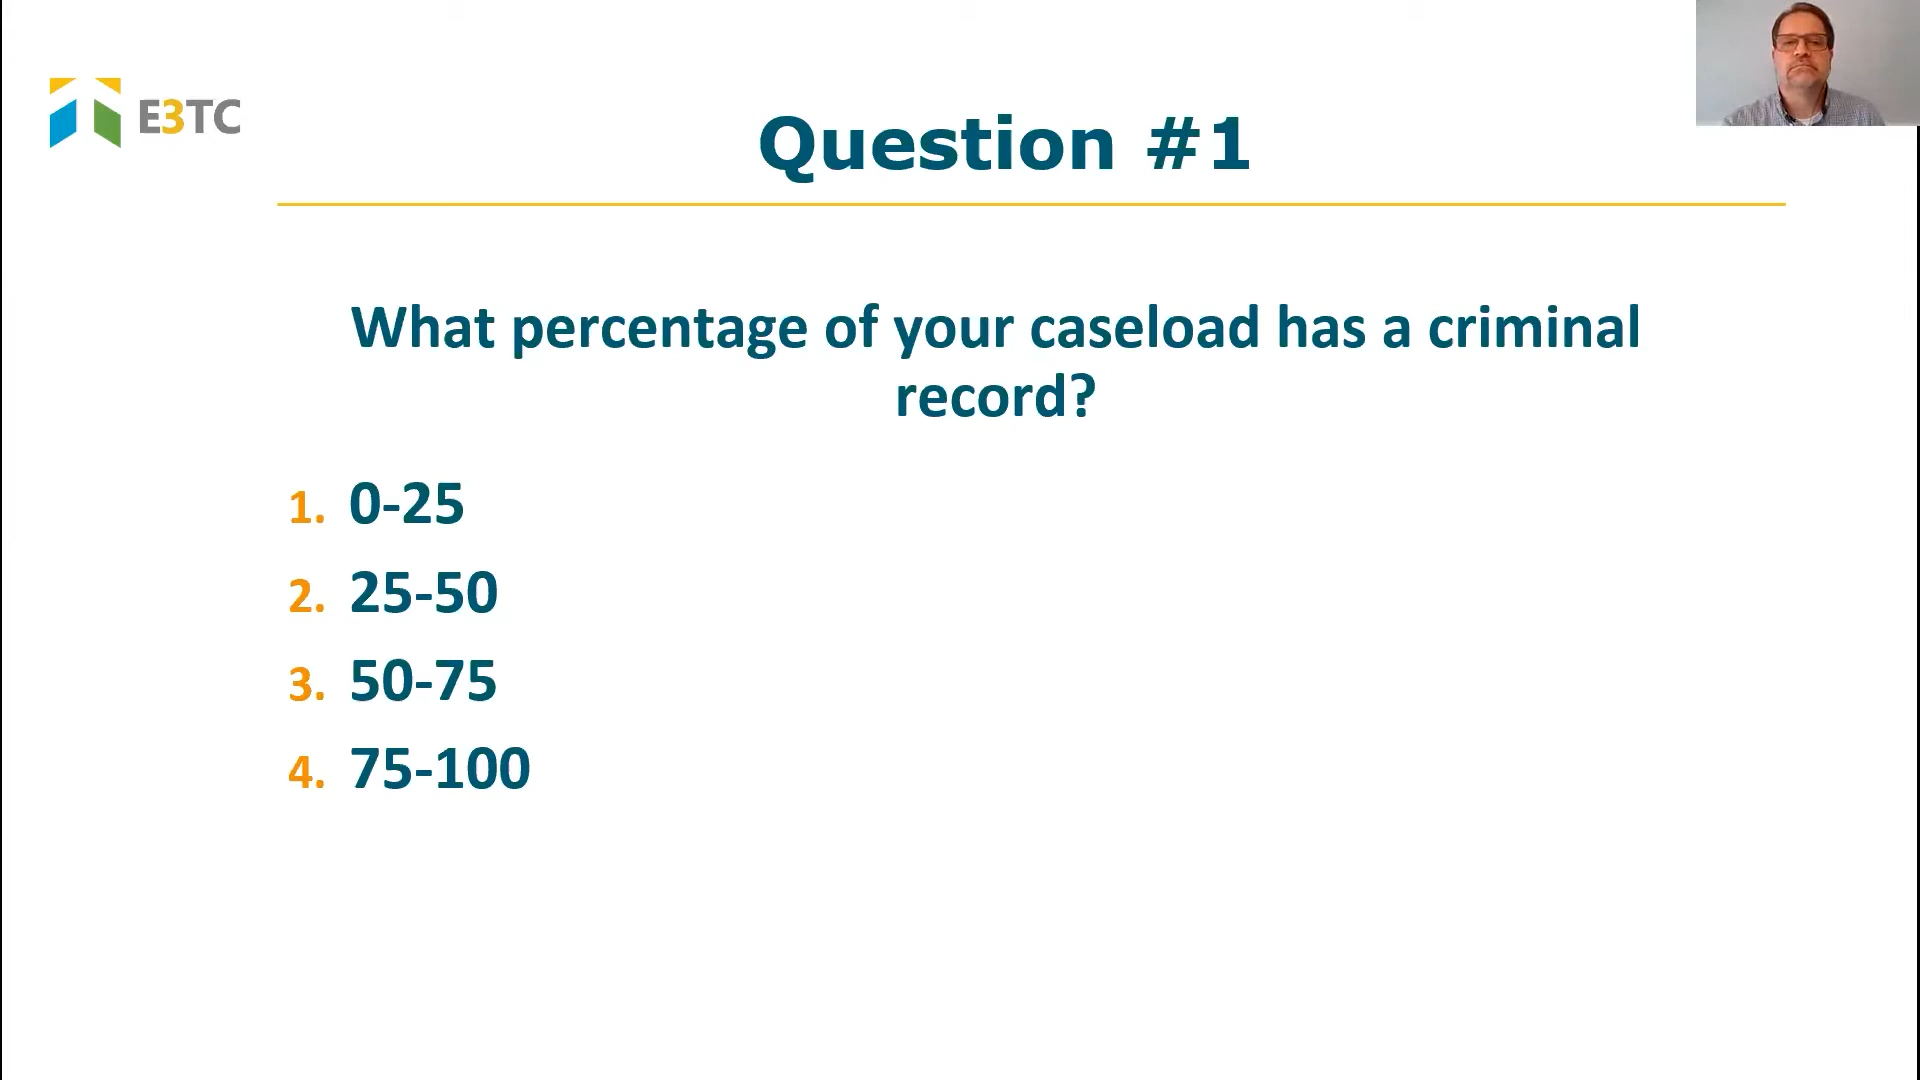 E3TC
Question #1
What percentage of your caseload has a criminal
record?
1. 0-25
2. 25-50
3. 50-75
4. 75-100